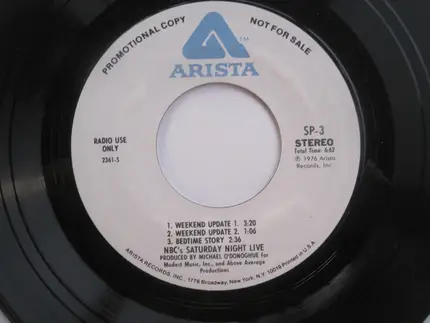 PROMOTIONAL COPY
NOT FOR SALE
TM
ARISTA
RADIO USE
ONLY
2361-S
SP-3
STEREO
Total Time: 6:62
℗ 1976 Arista
Records, Inc.
1. WEEKEND UPDATE 1. 3:20
2. WEEKEND UPDATE 2. 1:06
3. BEDTIME STORY 2:36
NBC's SATURDAY NIGHT LIVE
PRODUCED BY MICHAEL O'DONOGHUE for
Modest Music, Inc. and Above Average
Productions
ARISTA RECORDS, INC., 1776 Broadway, New York, N.Y. 10019 Printed in U.S.A